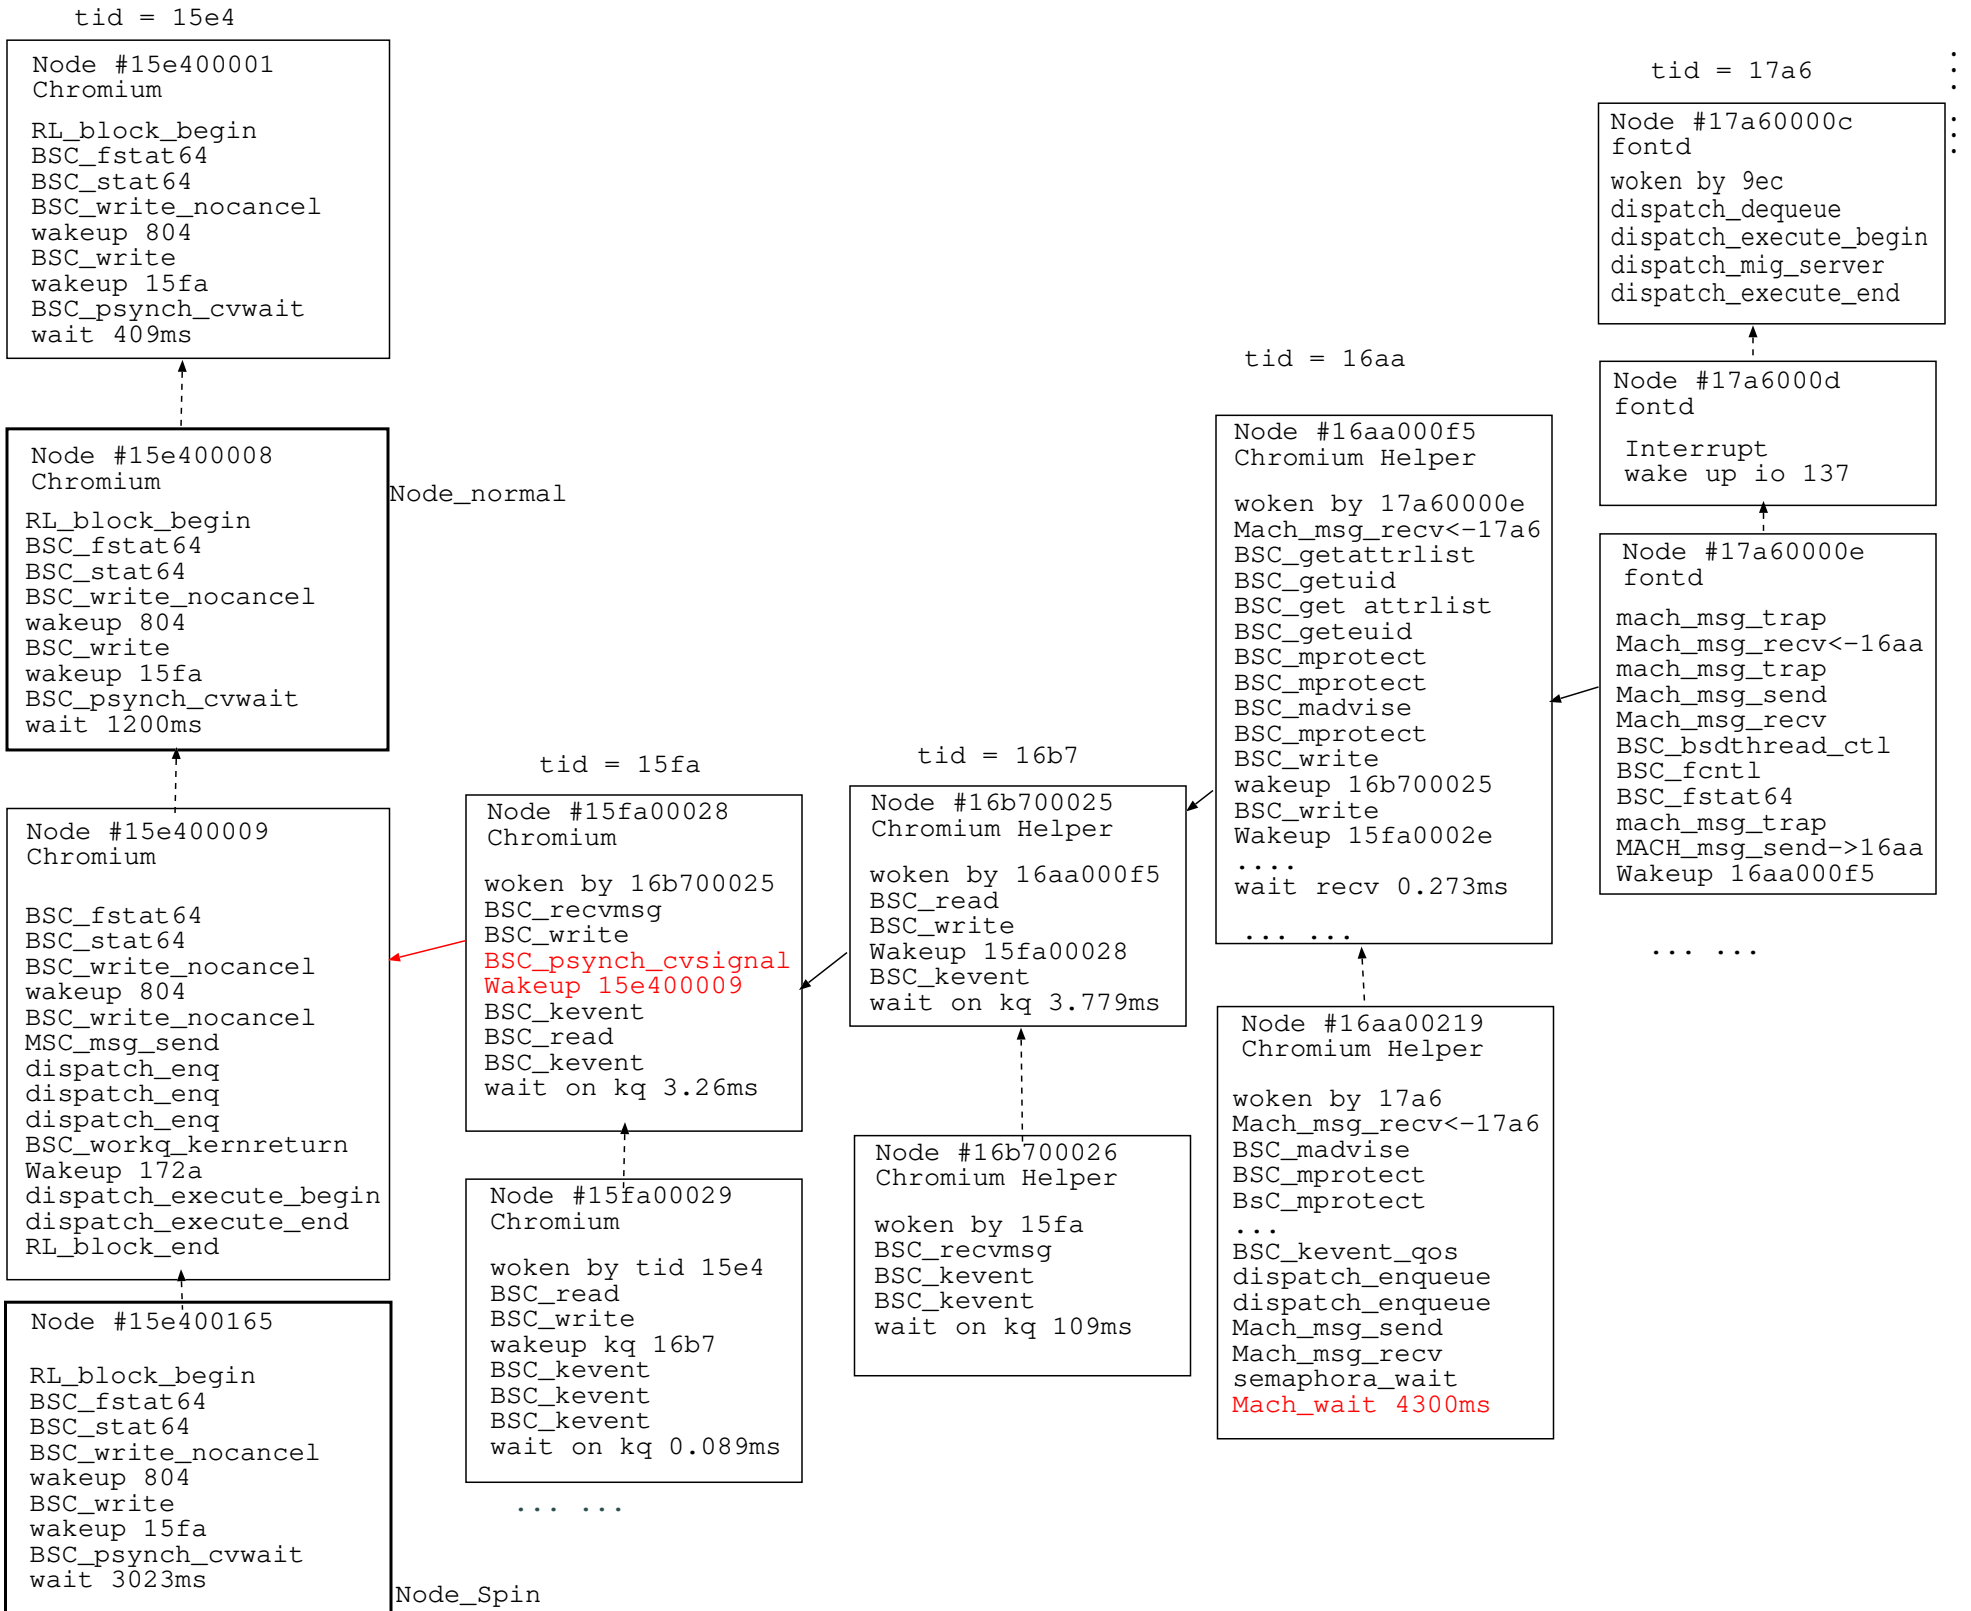 tid = 15e4
Node #15e400001
Chromium
RL_block_begin
BSC_fstat64
BSC_stat64
BSC_write_nocancel
wakeup 804
BSC_write
wakeup 15fa
BSC_psynch_cvwait
wait 409ms
Node #15e400008
Chromium
RL_block_begin
BSC_fstat64
BSC_stat64
BSC_write_nocancel
wakeup 804
BSC_write
wakeup 15fa
BSC_psynch_cvwait
wait 1200ms
Node_normal
Node #15e400009
Chromium
BSC_fstat64
BSC_stat64
BSC_write_nocancel
wakeup 804
BSC_write_nocancel
MSC_msg_send
dispatch_enq
dispatch_enq
dispatch_enq
BSC_workq_kernreturn
Wakeup 172a
dispatch_execute_begin
dispatch_execute_end
RL_block_end
Node #15e400165
RL_block_begin
BSC_fstat64
BSC_stat64
BSC_write_nocancel
wakeup 804
BSC_write
wakeup 15fa
BSC_psynch_cvwait
wait 3023ms
Node_Spin
tid = 15fa
Node #15fa00028
Chromium
woken by 16b700025
BSC_recvmsg
BSC_write
BSC_psynch_cvsignal
Wakeup 15e400009
BSC_kevent
BSC_read
BSC_kevent
wait on kq 3.26ms
Node #15fa00029
Chromium
woken by tid 15e4
BSC_read
BSC_write
wakeup kq 16b7
BSC_kevent
BSC_kevent
BSC_kevent
wait on kq 0.089ms
... ...
tid = 16b7
Node #16b700025
Chromium Helper
woken by 16aa000f5
BSC_read
BSC_write
Wakeup 15fa00028
BSC_kevent
wait on kq 3.779ms
Node #16b700026
Chromium Helper
woken by 15fa
BSC_recvmsg
BSC_kevent
BSC_kevent
wait on kq 109ms
tid = 16aa
Node #16aa000f5
Chromium Helper
woken by 17a60000e
Mach_msg_recv<-17a6
BSC_getattrlist
BSC_getuid
BSC_get attrlist
BSC_geteuid
BSC_mprotect
BSC_mprotect
BSC_madvise
BSC_mprotect
BSC_write
wakeup 16b700025
BSC_write
Wakeup 15fa0002e
....
wait recv 0.273ms
... ...
Node #16aa00219
Chromium Helper
woken by 17a6
Mach_msg_recv<-17a6
BSC_madvise
BSC_mprotect
BsC_mprotect
...
BSC_kevent_qos
dispatch_enqueue
dispatch_enqueue
Mach_msg_send
Mach_msg_recv
semaphora_wait
Mach_wait 4300ms
tid = 17a6
Node #17a60000c
fontd
woken by 9ec
dispatch_dequeue
dispatch_execute_begin
dispatch_mig_server
dispatch_execute_end
Node #17a6000d
fontd
Interrupt
wake up io 137
Node #17a60000e
fontd
mach_msg_trap
Mach_msg_recv<-16aa
mach_msg_trap
Mach_msg_send
Mach_msg_recv
BSC_bsdthread_ctl
BSC_fcntl
BSC_fstat64
mach_msg_trap
MACH_msg_send->16aa
Wakeup 16aa000f5
... ...
... ...